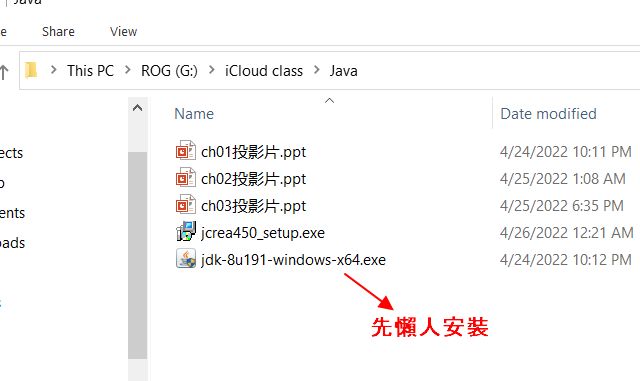 Share View
This PC > ROG (G:) > iCloud class > Java
Name Date modified
ects
ch01投影片.ppt 4/24/2022 10:11 PM
ch02投影片.ppt 4/25/2022 1:08 AM
ents
ch03投影片.ppt 4/25/2022 6:35 PM
oads
jcrea450_setup.exe 4/26/2022 12:21 AM
jdk-8u191-windows-x64.exe 4/24/2022 10:12 PM
先懶人安裝